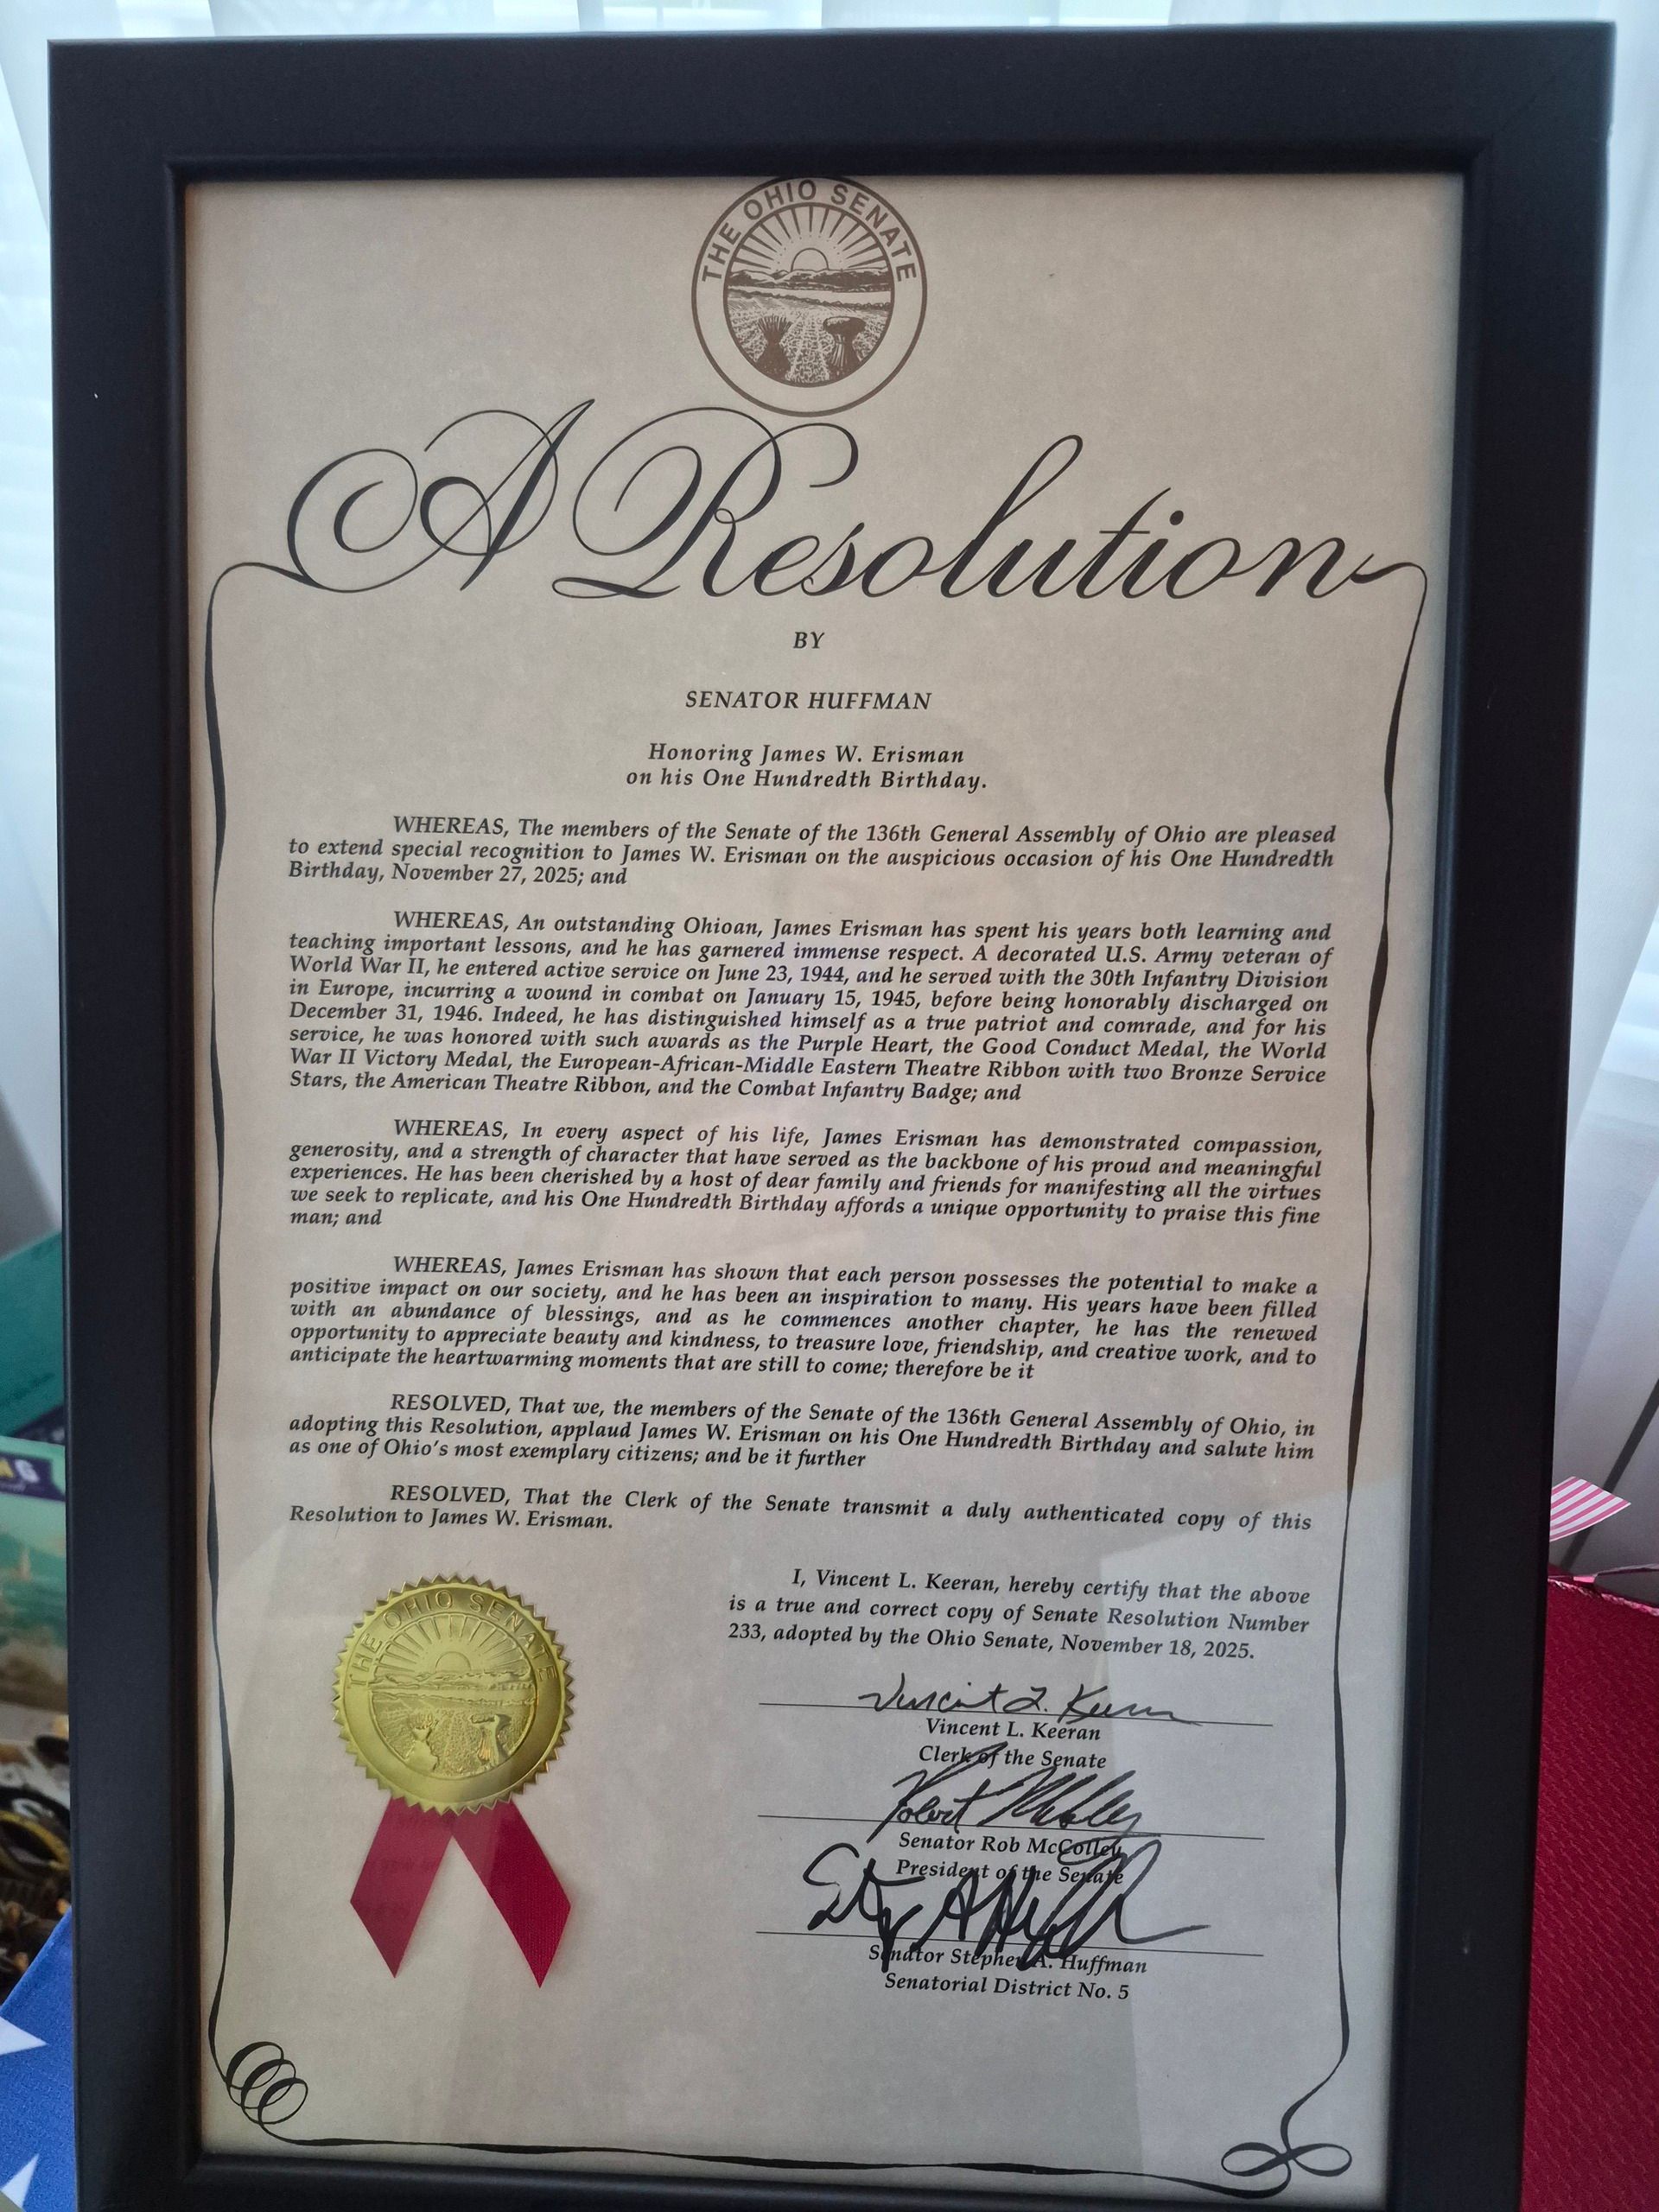 THE OHIO SENATE
A Resolution
BY
SENATOR HUFFMAN
Honoring James W. Erisman
on his One Hundredth Birthday.
WHEREAS, The members of the Senate of the 136th General Assembly of Ohio are pleased
to extend special recognition to James W. Erisman on the auspicious occasion of his One Hundredth
Birthday, November 27, 2025; and
WHEREAS, An outstanding Ohioan, James Erisman has spent his years both learning and
teaching important lessons, and he has garnered immense respect. A decorated U.S. Army veteran of
World War II, he entered active service on June 23, 1944, and he served with the 30th Infantry Division
in Europe, incurring a wound in combat on January 15, 1945, before being honorably discharged on
December 31, 1946. Indeed, he has distinguished himself as a true patriot and comrade, and for his
service, he was honored with such awards as the Purple Heart, the Good Conduct Medal, the World
War II Victory Medal, the European-African-Middle Eastern Theatre Ribbon with two Bronze Service
Stars, the American Theatre Ribbon, and the Combat Infantry Badge; and
WHEREAS, In every aspect of his life, James Erisman has demonstrated compassion,
generosity, and a strength of character that have served as the backbone of his proud and meaningful
experiences. He has been cherished by a host of dear family and friends for manifesting all the virtues
we seek to replicate, and his One Hundredth Birthday affords a unique opportunity to praise this fine
man; and
WHEREAS, James Erisman has shown that each person possesses the potential to make a
positive impact on our society, and he has been an inspiration to many. His years have been filled
with an abundance of blessings, and as he commences another chapter, he has the renewed
opportunity to appreciate beauty and kindness, to treasure love, friendship, and creative work, and to
anticipate the heartwarming moments that are still to come; therefore be it
RESOLVED, That we, the members of the Senate of the 136th General Assembly of Ohio, in
adopting this Resolution, applaud James W. Erisman on his One Hundredth Birthday and salute him
as one of Ohio's most exemplary citizens; and be it further
RESOLVED, That the Clerk of the Senate transmit a duly authenticated copy of this
Resolution to James W. Erisman.
THE OHIO SENATE
I, Vincent L. Keeran, hereby certify that the above
is a true and correct copy of Senate Resolution Number
233, adopted by the Ohio Senate, November 18, 2025.
Vincent L. Keeran
Vincent L. Keeran
Clerk of the Senate
Senator Rob McColley
President of the Senate
Senator Stephen A. Huffman
Senatorial District No. 5